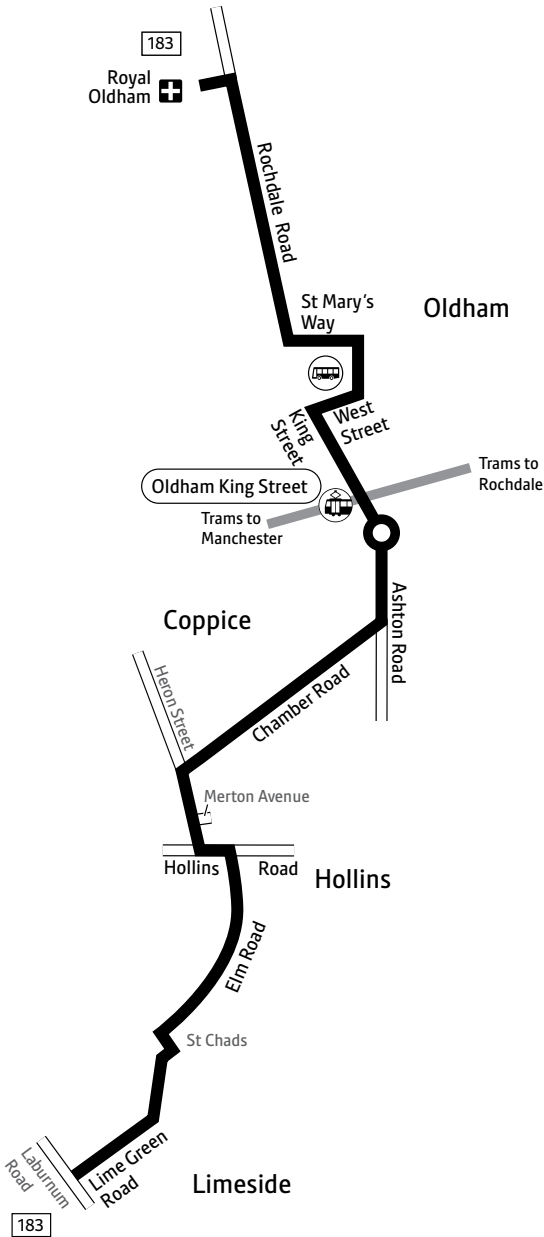 183
Royal
Oldham
Rochdale Road
St Mary's
Way
Oldham
West
Street
King
Street
Oldham King Street
Trams to
Rochdale
Trams to
Manchester
Ashton Road
Coppice
Heron Street
Chamber Road
Merton Avenue
Hollins Road
Hollins
Elm Road
St Chads
Lime Green
Road
Laburnum
Road
Limeside
183